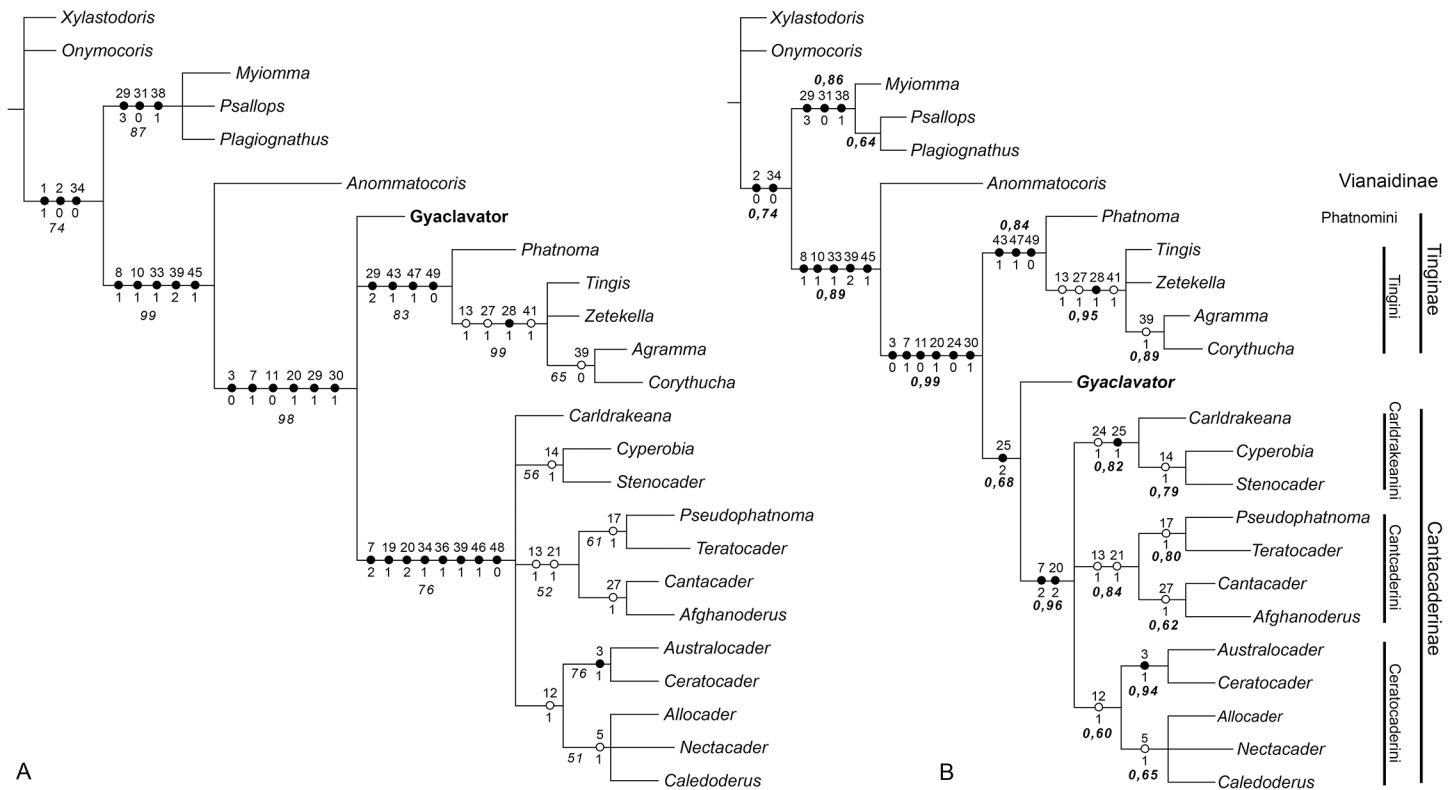 Xylastodoris
Onymocoris
Myiomma
29 31 38
Psallops
3 0 1
87
Plagiognathus
Anommatocoris
1 2 34
1 0 0
74
Gyaclavator
Phatnoma
8 10 33 39 45
1 1 1 2 1
99
29 43 47 49
2 1 1 0
83
Tingis
13 27 28 41
1 1 1 1
99
Zetekella
Agramma
39
0
65
Corythucha
3 7 11 20 29 30
0 1 0 1 1 1
98
Carldrakeana
Cyperobia
14
1
56
Stenocader
Pseudophatnoma
17
1
61
Teratocader
7 19 20 34 36 39 46 48
2 1 2 1 1 1 1 0
76
13 21
1 1
52
Cantacader
27
1
Afghanoderus
Australocader
3
1
76
Ceratocader
12
1
Allocader
5
1
51
Nectacader
Caledoderus
A
Xylastodoris
Onymocoris
0,86
Myiomma
29 31 38
3 0 1
Psallops
0,64
Plagiognathus
2 34
0 0
0,74
Anommatocoris
Vianaidinae
0,84
Phatnoma
Phatnomini
43 47 49
1 1 0
Tingis
8 10 33 39 45
1 1 1 2 1
0,89
13 27 28 41
1 1 1 1
0,95
Zetekella
Agramma
39
1
0,89
Corythucha
Tingini
Tinginae
3 7 11 20 24 30
0 1 0 1 0 1
0,99
Gyaclavator
25
2
0,68
Carldrakeana
24 25
1 1
0,82
Cyperobia
14
1
0,79
Stenocader
Carldrakeanini
Pseudophatnoma
17
1
0,80
Teratocader
7 20
2 2
0,96
13 21
1 1
0,84
Cantacader
27
1
0,62
Afghanoderus
Cantcaderini
Cantacaderinae
Australocader
3
1
0,94
Ceratocader
12
1
0,60
Allocader
5
1
0,65
Nectacader
Caledoderus
Ceratocaderini
B